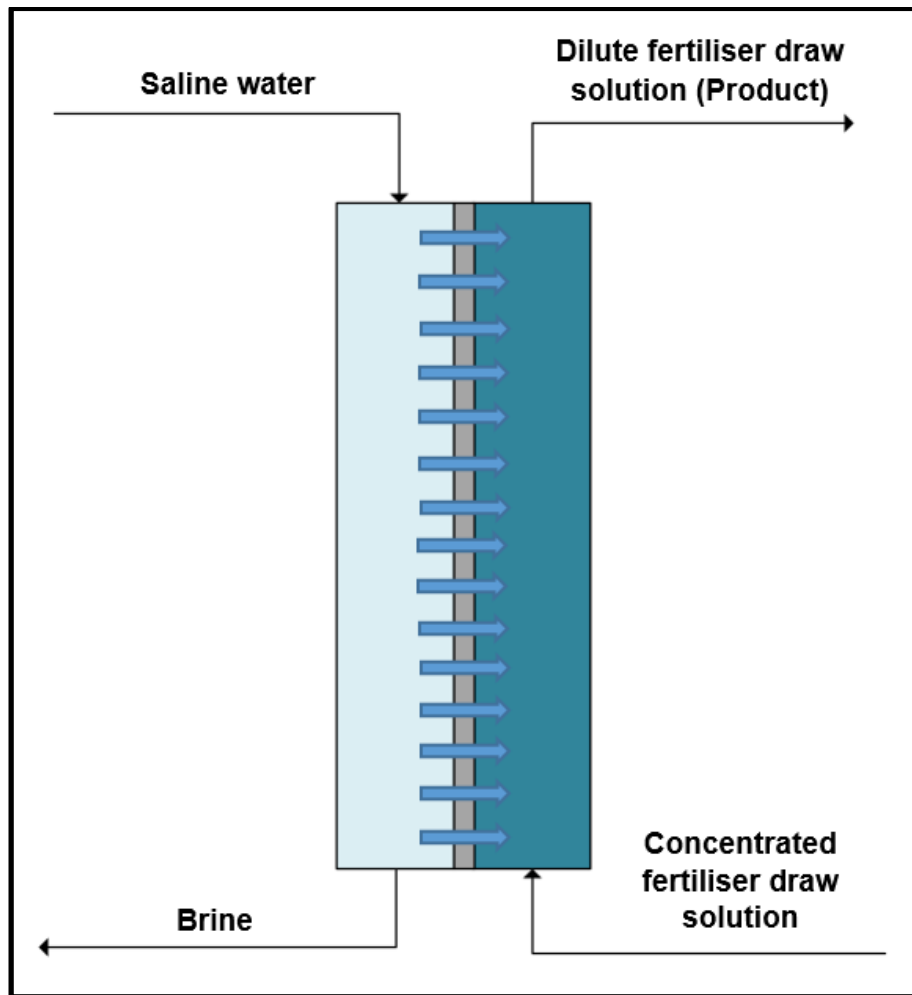 Saline water
Dilute fertiliser draw
solution (Product)
Brine
Concentrated
fertiliser draw
solution